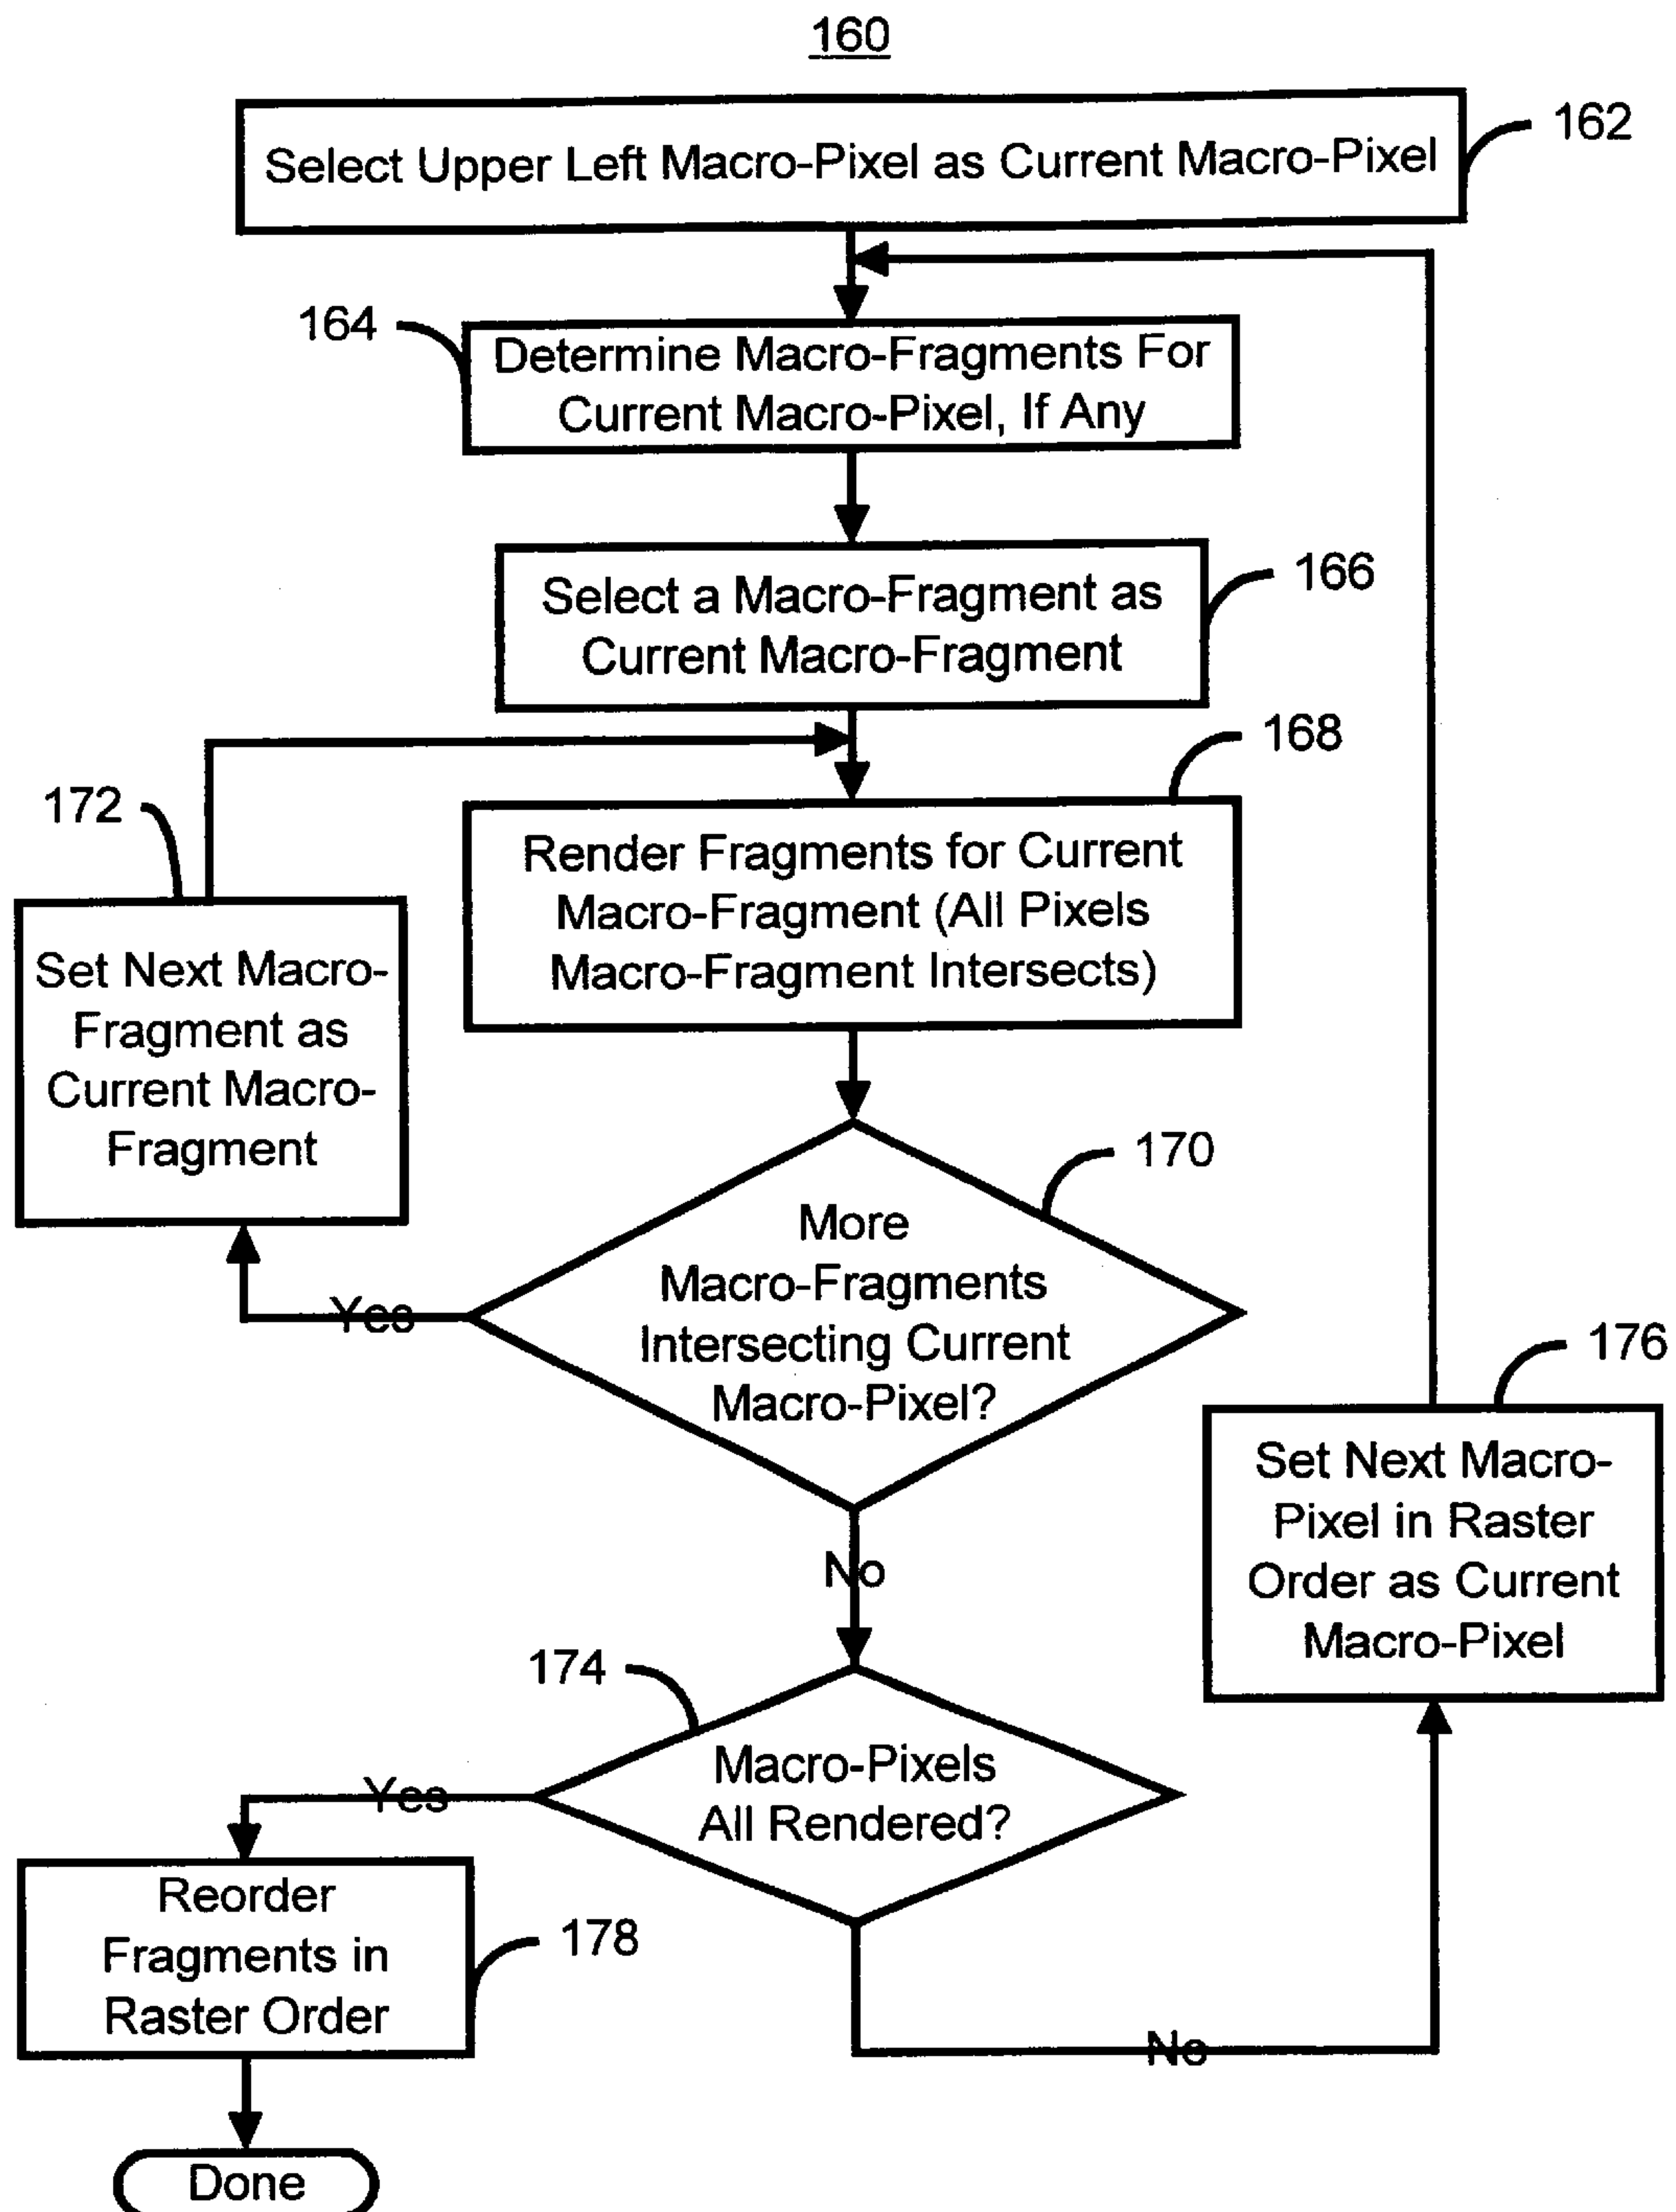 160
Select Upper Left Macro-Pixel as Current Macro-Pixel
162
164
Determine Macro-Fragments For
Current Macro-Pixel, If Any
Select a Macro-Fragment as
Current Macro-Fragment
166
168
172
Render Fragments for Current
Macro-Fragment (All Pixels
Macro-Fragment Intersects)
Set Next Macro-
Fragment as
Current Macro-
Fragment
170
More
Macro-Fragments
Intersecting Current
Macro-Pixel?
Yes
176
Set Next Macro-
Pixel in Raster
Order as Current
Macro-Pixel
No
174
Macro-Pixels
All Rendered?
Yes
Reorder
Fragments in
Raster Order
178
No
Done